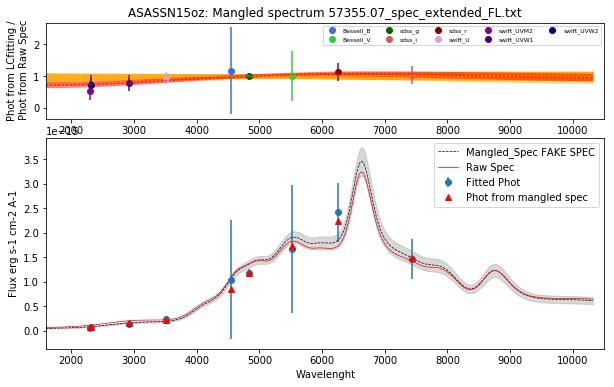 ASASSN15oz: Mangled spectrum 57355.07_spec_extended_FL.txt
Phot from LCfitting /
Phot from Raw Spec
2
1
0
Bessell_B
Bessell_V
sdss_g
sdss_i
sdss_r
swift_U
swift_UVM2
swift_UVW1
swift_UVW2
2000 3000 4000 5000 6000 7000 8000 9000 10000
1e−15
Flux erg s-1 cm-2 A-1
3.5
3.0
2.5
2.0
1.5
1.0
0.5
0.0
Mangled_Spec FAKE SPEC
Raw Spec
Fitted Phot
Phot from mangled spec
2000 3000 4000 5000 6000 7000 8000 9000 10000
Wavelenght